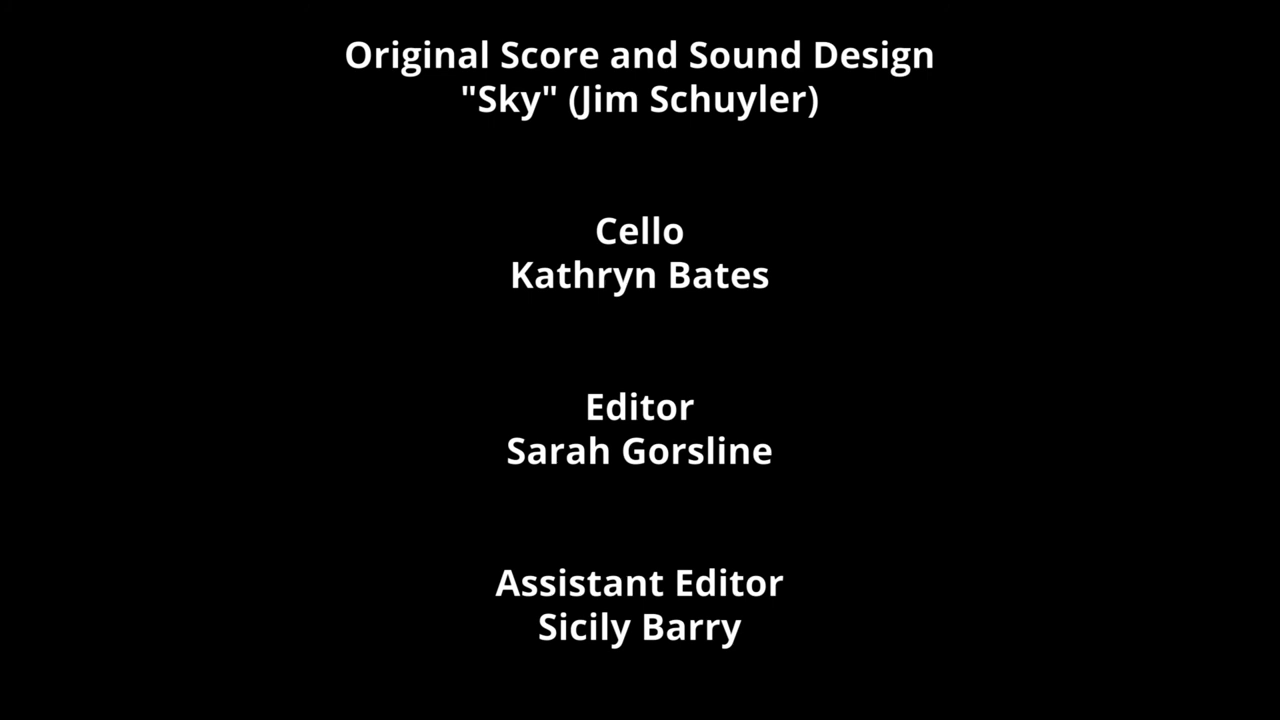 Original Score and Sound Design
"Sky" (Jim Schuyler)
Cello
Kathryn Bates
Editor
Sarah Gorsline
Assistant Editor
Sicily Barry